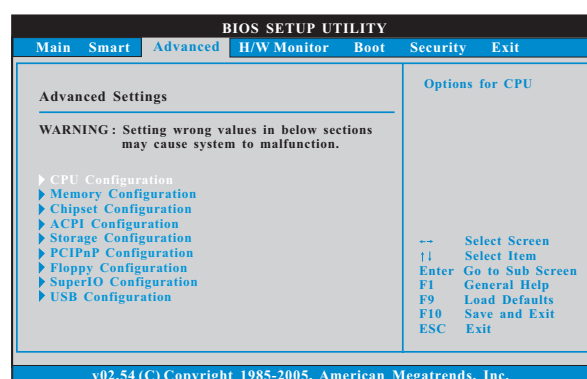 BIOS SETUP UTILITY
Main Smart Advanced H/W Monitor Boot Security Exit
Advanced Settings
WARNING : Setting wrong values in below sections
may cause system to malfunction.
CPU Configuration
Memory Configuration
Chipset Configuration
ACPI Configuration
Storage Configuration
PCIPnP Configuration
Floppy Configuration
SuperIO Configuration
USB Configuration
Options for CPU
←→ Select Screen
↑↓ Select Item
Enter Go to Sub Screen
F1 General Help
F9 Load Defaults
F10 Save and Exit
ESC Exit
v02.54 (C) Copyright 1985-2005, American Megatrends, Inc.